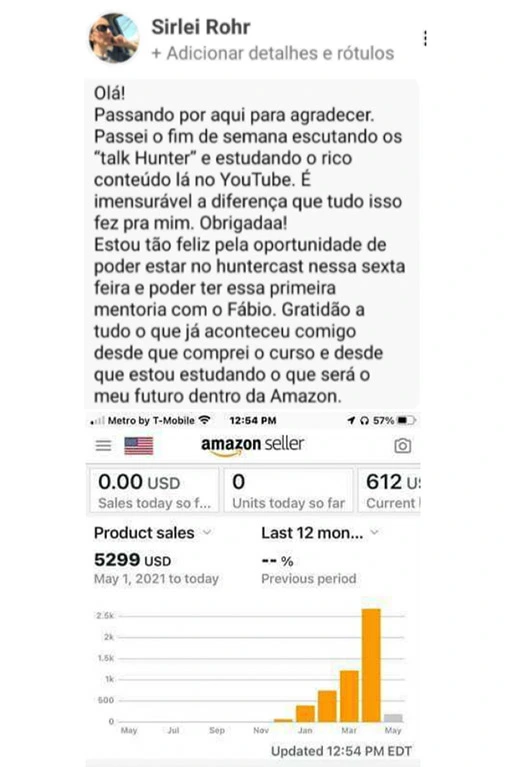 Sirlei Rohr
+ Adicionar detalhes e rótulos
Olá!
Passando por aqui para agradecer.
Passei o fim de semana escutando os
“talk Hunter” e estudando o rico
conteúdo lá no YouTube. É
imensurável a diferença que tudo isso
fez pra mim. Obrigadaa!
Estou tão feliz pela oportunidade de
poder estar no huntercast nessa sexta
feira e poder ter essa primeira
mentoria com o Fábio. Gratidão a
tudo o que já aconteceu comigo
desde que comprei o curso e desde
que estou estudando o que será o
meu futuro dentro da Amazon.
Metro by T-Mobile 12:54 PM 57%
amazon seller
0.00 USD 0 612
Sales today so f... Units today so far Current
Product sales Last 12 mon...
5299 USD -- %
May 1, 2021 to today Previous period
2.5k
2k
1.5k
1k
500
0
May Jul Sep Nov Jan Mar May
Updated 12:54 PM EDT